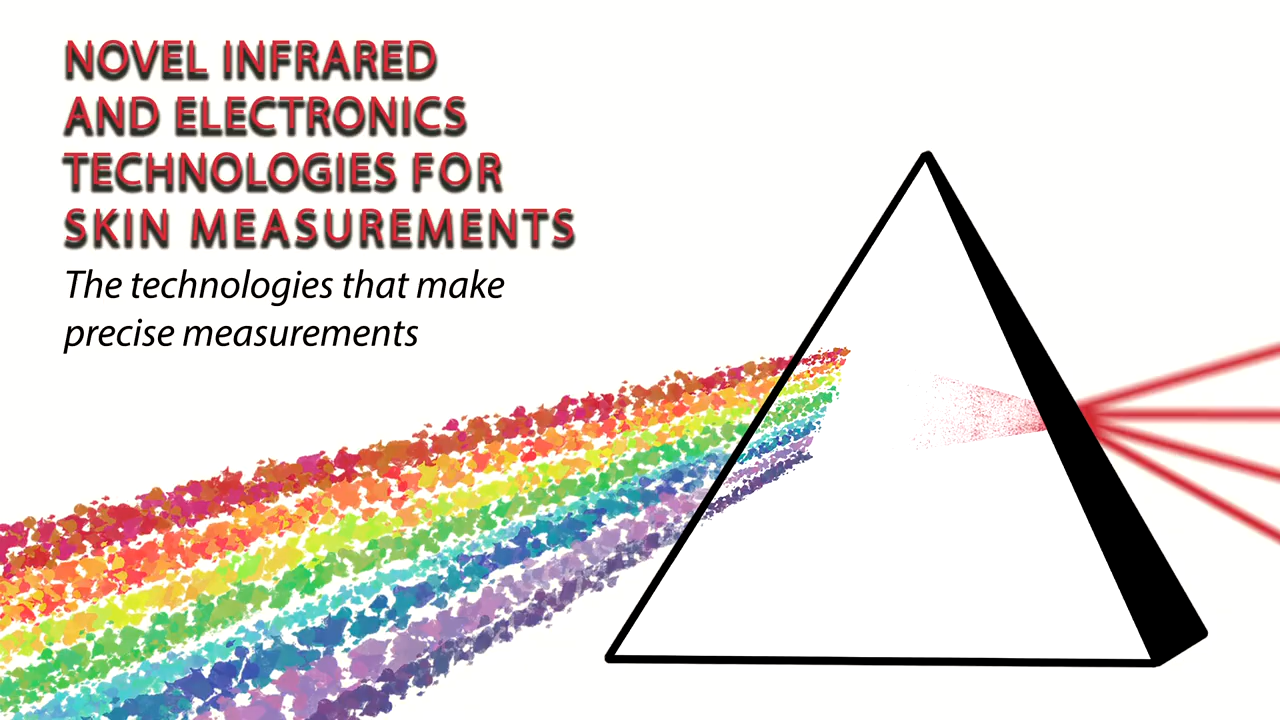 NOVEL INFRARED
AND ELECTRONICS
TECHNOLOGIES FOR
SKIN MEASUREMENTS
The technologies that make
precise measurements